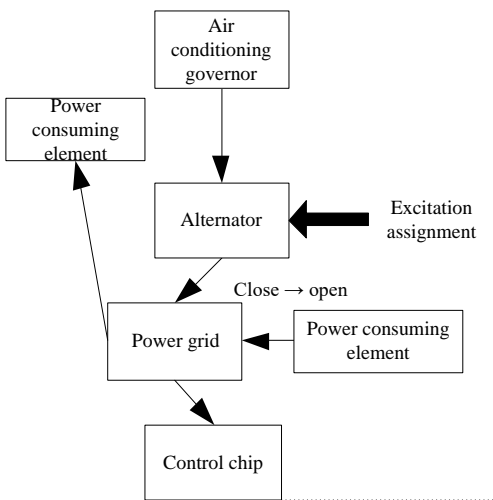 Air
conditioning
governor
Power
consuming
element
Alternator
Excitation
assignment
Close → open
Power grid
Power consuming
element
Control chip